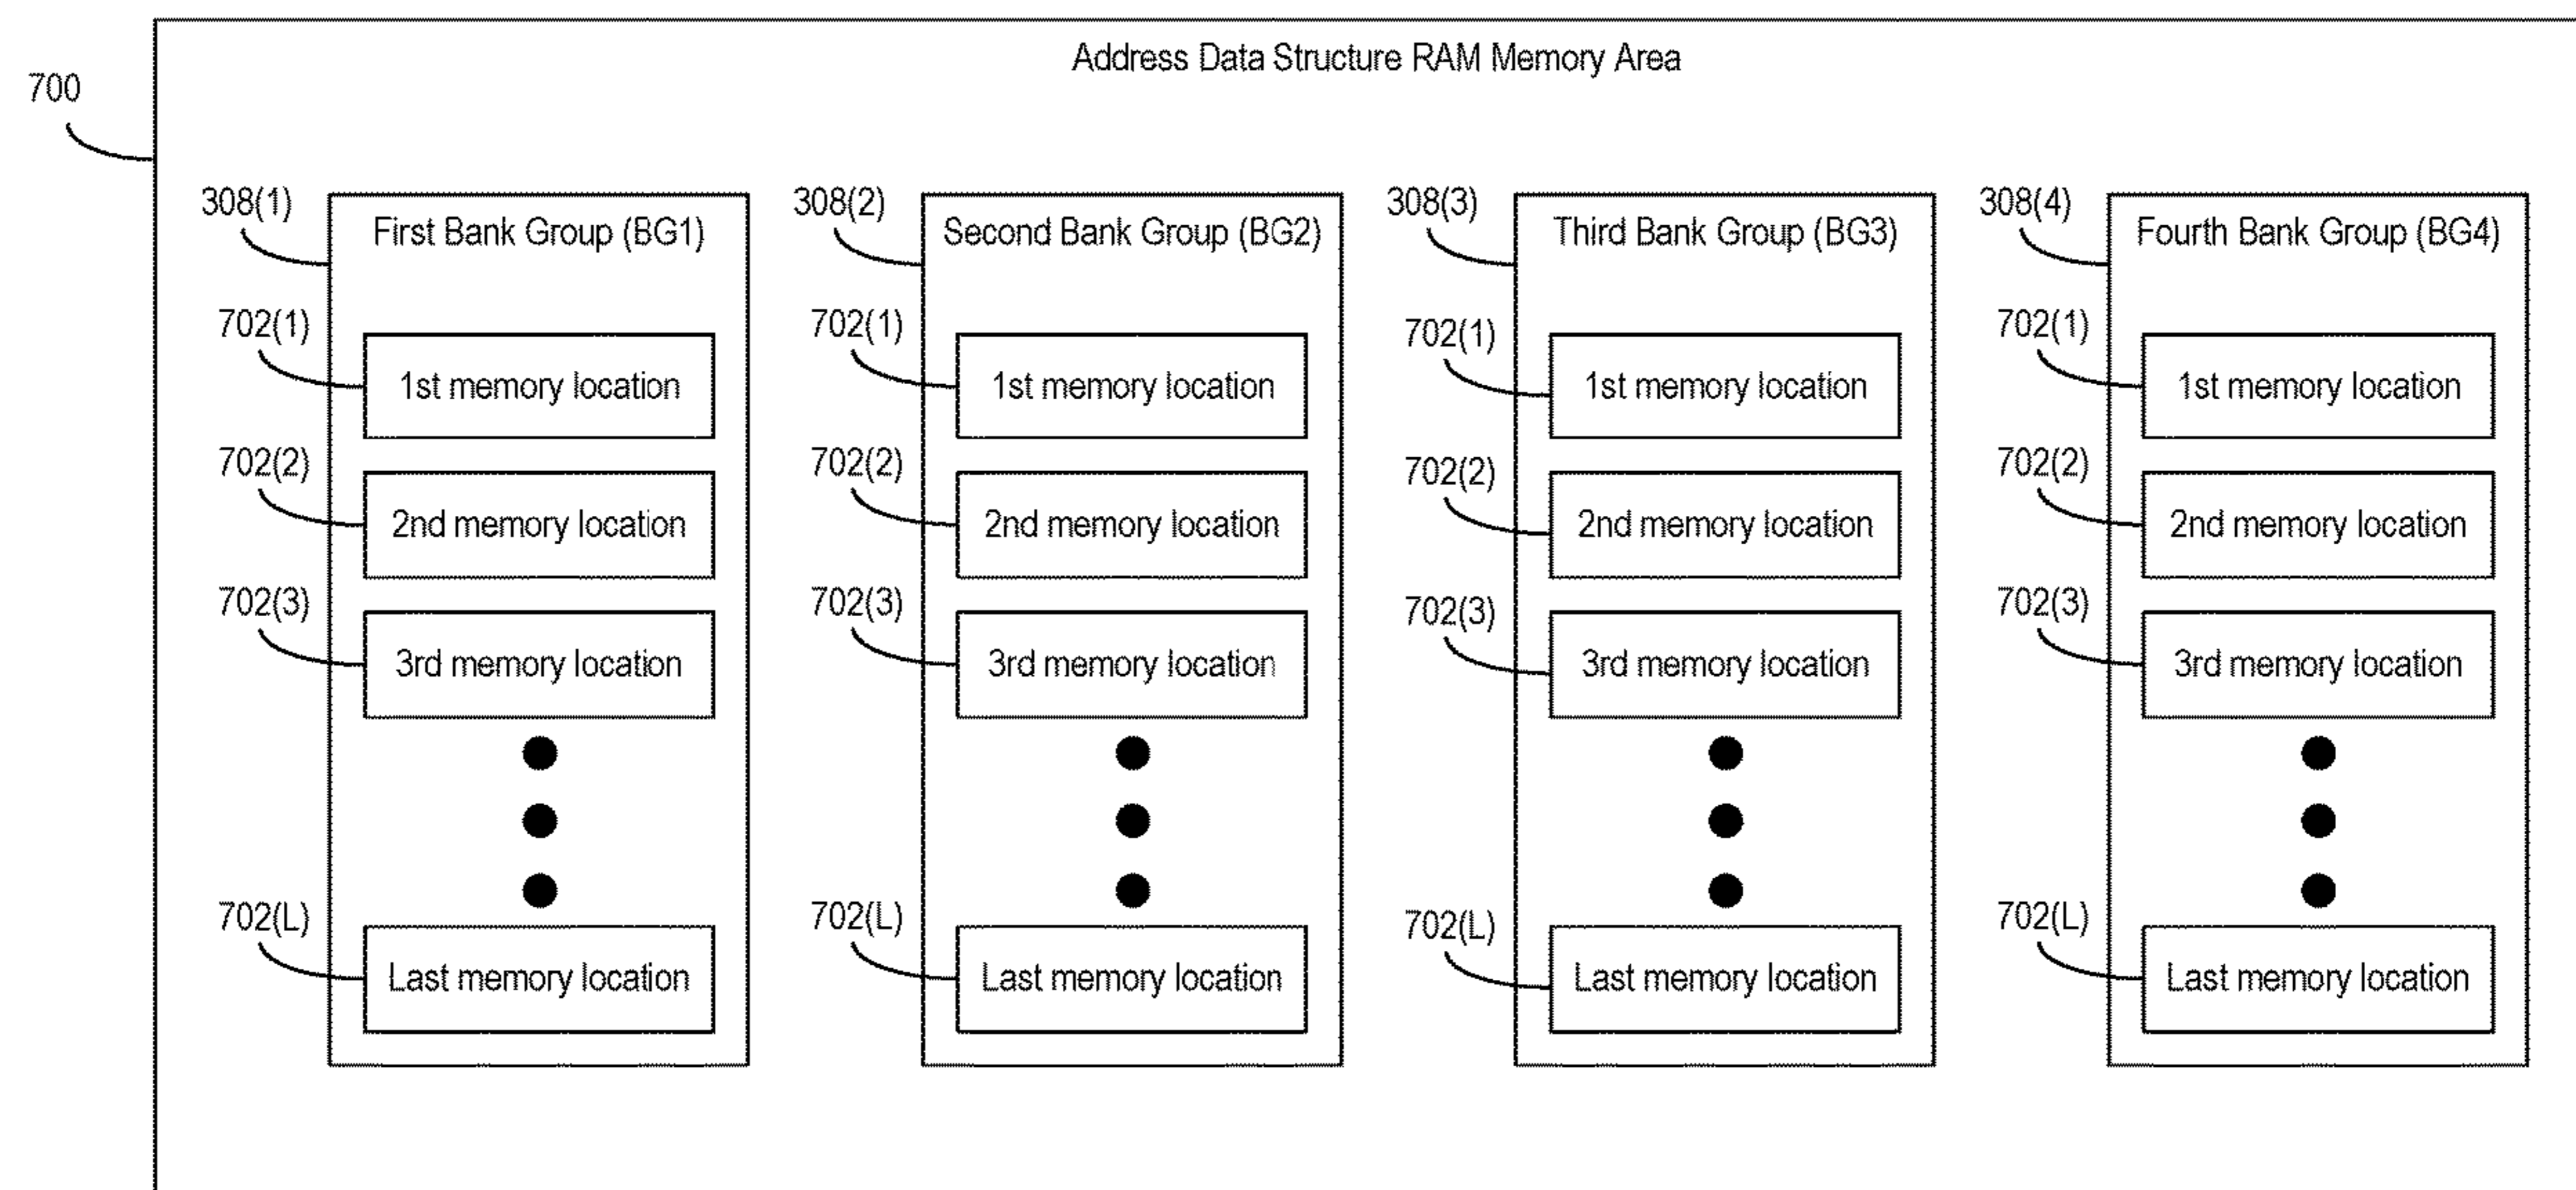 Address Data Structure RAM Memory Area
700
308(1)
First Bank Group (BG1)
702(1)
1st memory location
702(2)
2nd memory location
702(3)
3rd memory location
702(L)
Last memory location
308(2)
Second Bank Group (BG2)
702(1)
1st memory location
702(2)
2nd memory location
702(3)
3rd memory location
702(L)
Last memory location
308(3)
Third Bank Group (BG3)
702(1)
1st memory location
702(2)
2nd memory location
702(3)
3rd memory location
702(L)
Last memory location
308(4)
Fourth Bank Group (BG4)
702(1)
1st memory location
702(2)
2nd memory location
702(3)
3rd memory location
702(L)
Last memory location